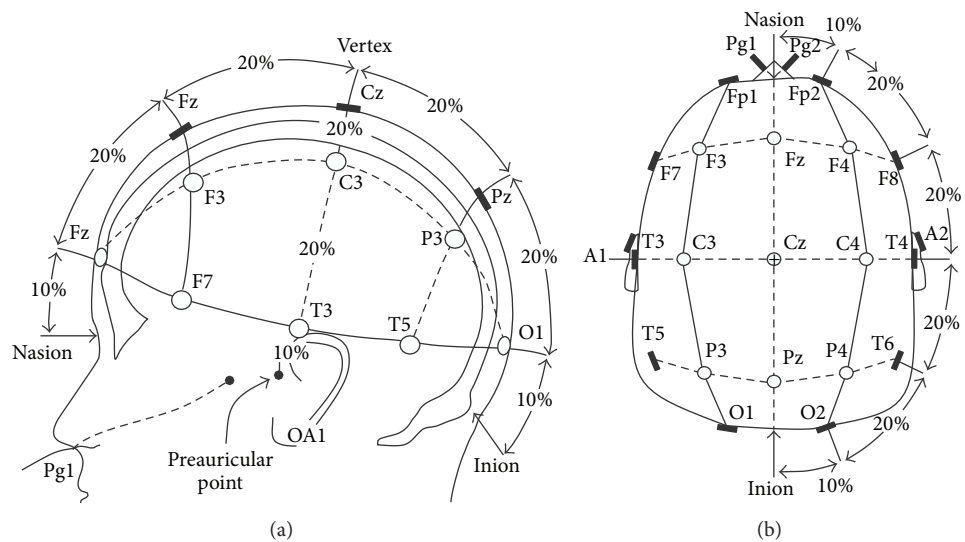 Vertex
20%
Cz
20%
Fz
20%
20%
F3
C3
20%
Pz
P3
20%
Fz
20%
10%
F7
T3
T5
O1
Nasion
10%
10%
OA1
Pg1
Preauricular
point
Inion
(a)
Nasion
10%
Pg1
Pg2
20%
Fp1
Fp2
F7
F3
Fz
F4
F8
20%
A1
T3
C3
Cz
C4
T4
A2
20%
T5
P3
Pz
P4
T6
O1
O2
20%
Inion
10%
(b)